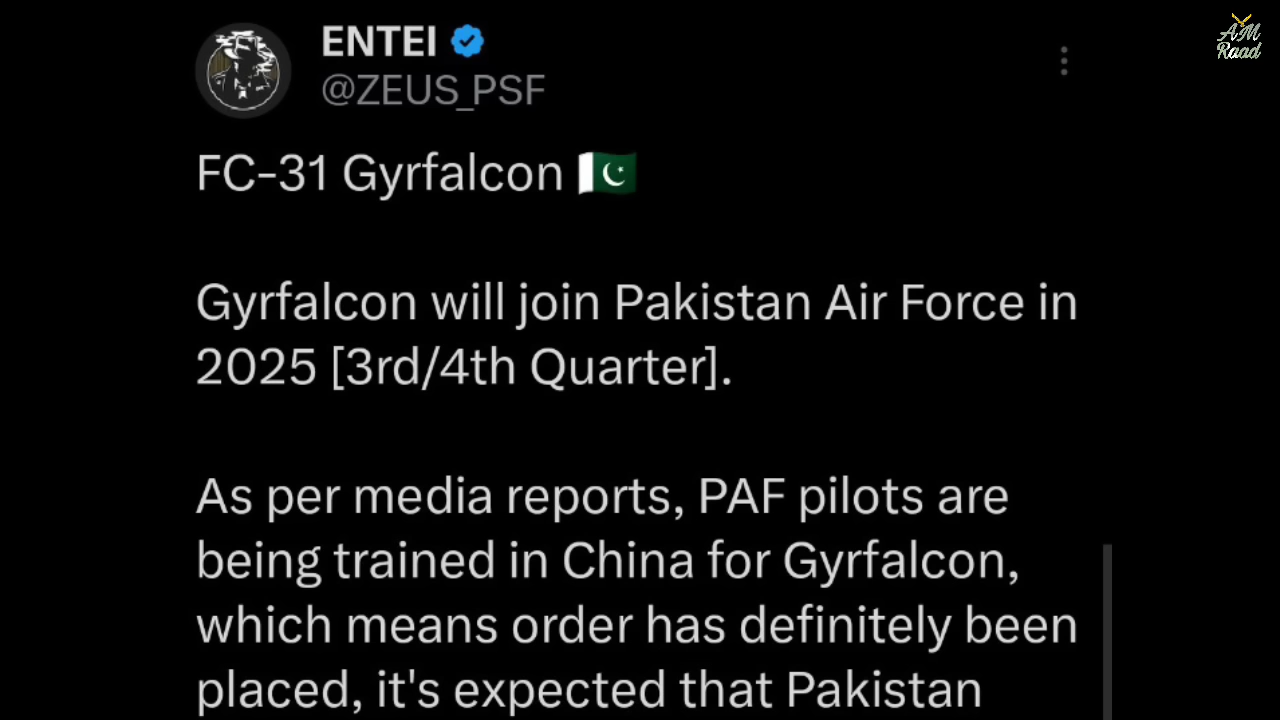 ENTEI
@ZEUS_PSF
AM
Raad
FC-31 Gyrfalcon 🇵🇰
Gyrfalcon will join Pakistan Air Force in
2025 [3rd/4th Quarter].
As per media reports, PAF pilots are
being trained in China for Gyrfalcon,
which means order has definitely been
placed, it's expected that Pakistan